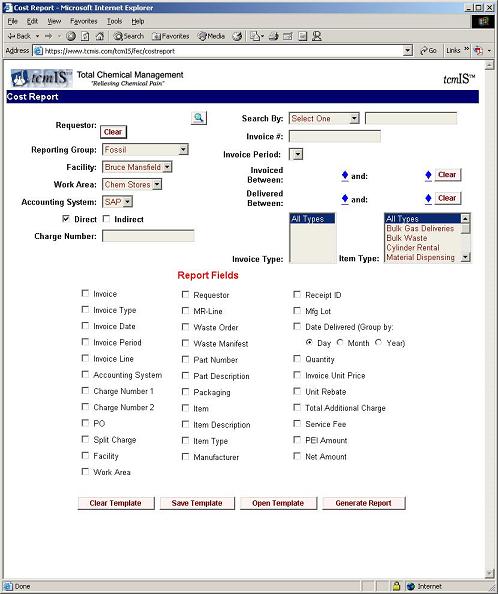 Cost Report - Microsoft Internet Explorer
File Edit View Favorites Tools Help
Back Search Favorites Media
Address https://www.tcmis.com/tcmIS/fec/costreport Go Links »
tcmIS™ Total Chemical Management tcmIS™
"Relieving Chemical Pain"
Cost Report
Requestor: Clear Search By: Select One
Invoice #:
Reporting Group: Fossil Invoice Period:
Facility: Bruce Mansfield Invoiced Between: and: Clear
Work Area: Chem Stores Delivered Between: and: Clear
Accounting System: SAP
Direct Indirect
Charge Number:
Invoice Type: All Types
Item Type: All Types
Bulk Gas Deliveries
Bulk Waste
Cylinder Rental
Material Dispensing
Report Fields
Invoice Requestor Receipt ID
Invoice Type MR-Line Mfg Lot
Invoice Date Waste Order Date Delivered (Group by:
Invoice Period Waste Manifest Day Month Year)
Invoice Line Part Number Quantity
Accounting System Part Description Invoice Unit Price
Charge Number 1 Packaging Unit Rebate
Charge Number 2 Item Total Additional Charge
PO Item Description Service Fee
Split Charge Item Type PEI Amount
Facility Manufacturer Net Amount
Work Area
Clear Template Save Template Open Template Generate Report
Done Internet